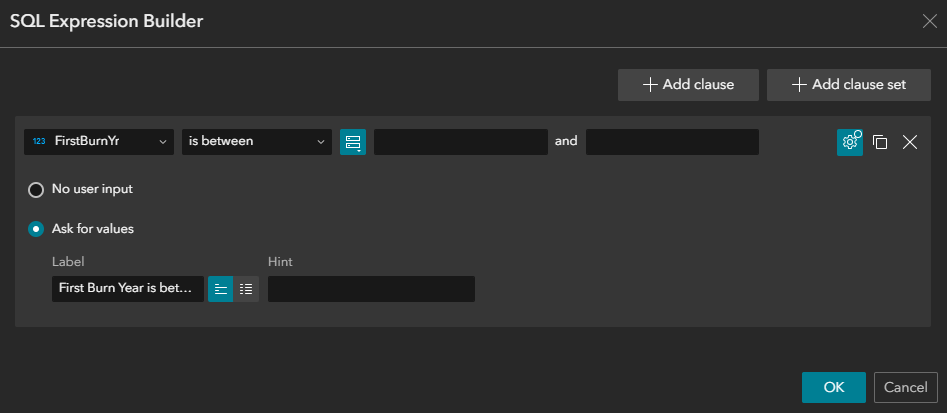 SQL Expression Builder
Add clause Add clause set
123 FirstBurnYr is between and
No user input
Ask for values
Label Hint
First Burn Year is bet...
OK Cancel